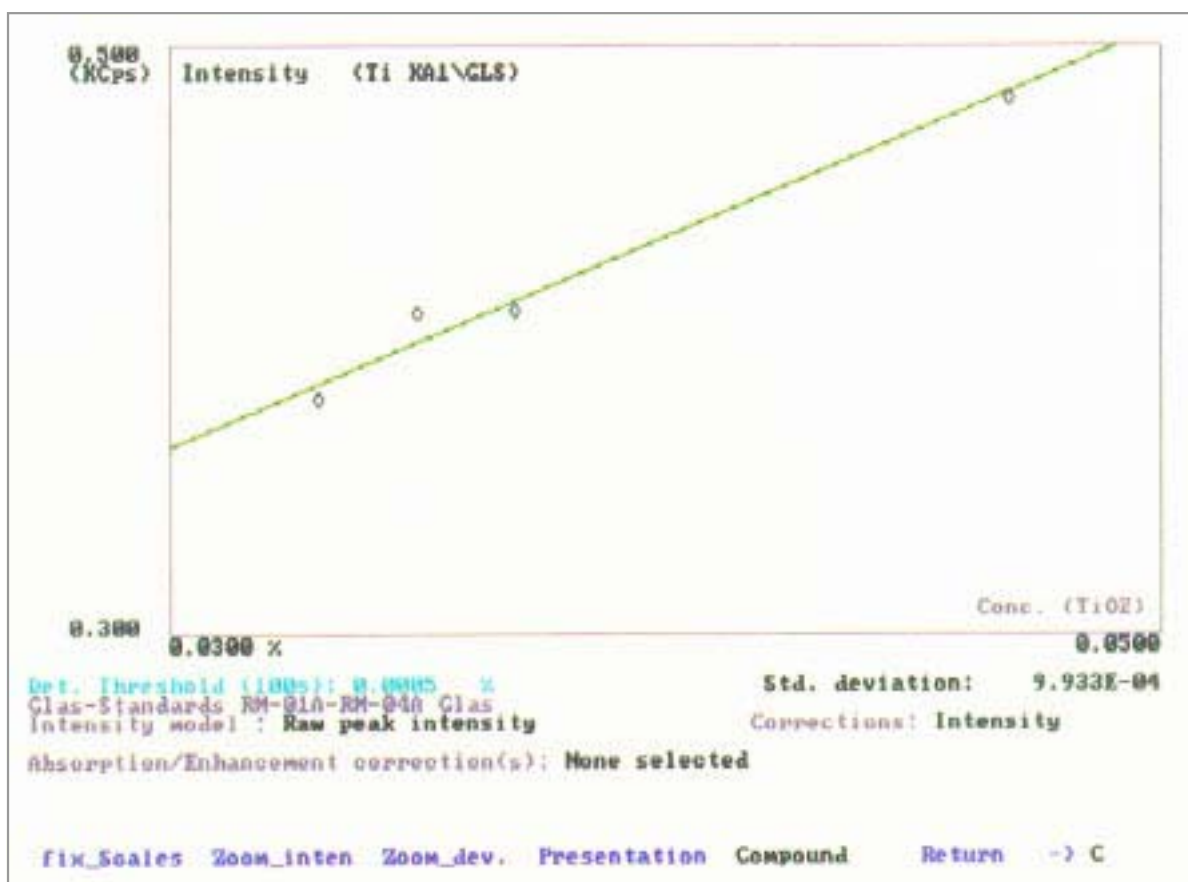 0.500
(KCps) Intensity (Ti KA1\GLS)
Conc. (TiO2)
0.300
0.0300 % 0.0500
Det. Threshold (100s): 0.0005 % Std. deviation: 9.933E-04
Glas-Standards RM-01A-RM-04A Glas
Intensity model : Raw peak intensity Corrections: Intensity
Absorption/Enhancement correction(s): None selected
fix_Scales Zoom_inten Zoom_dev. Presentation Compound Return -> C